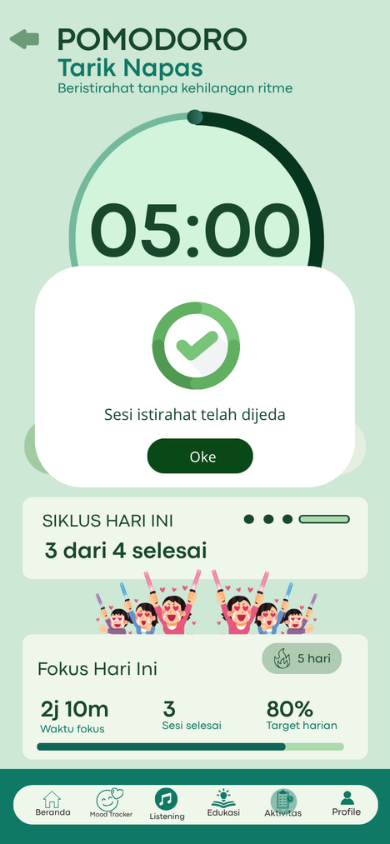 POMODORO
Tarik Napas
Beristirahat tanpa kehilangan ritme
05:00
Sesi istirahat telah dijeda
Oke
SIKLUS HARI INI
3 dari 4 selesai
Fokus Hari Ini
5 hari
2j 10m
Waktu fokus
3
Sesi selesai
80%
Target harian
Beranda
Mood Tracker
Listening
Edukasi
Aktivitas
Profile